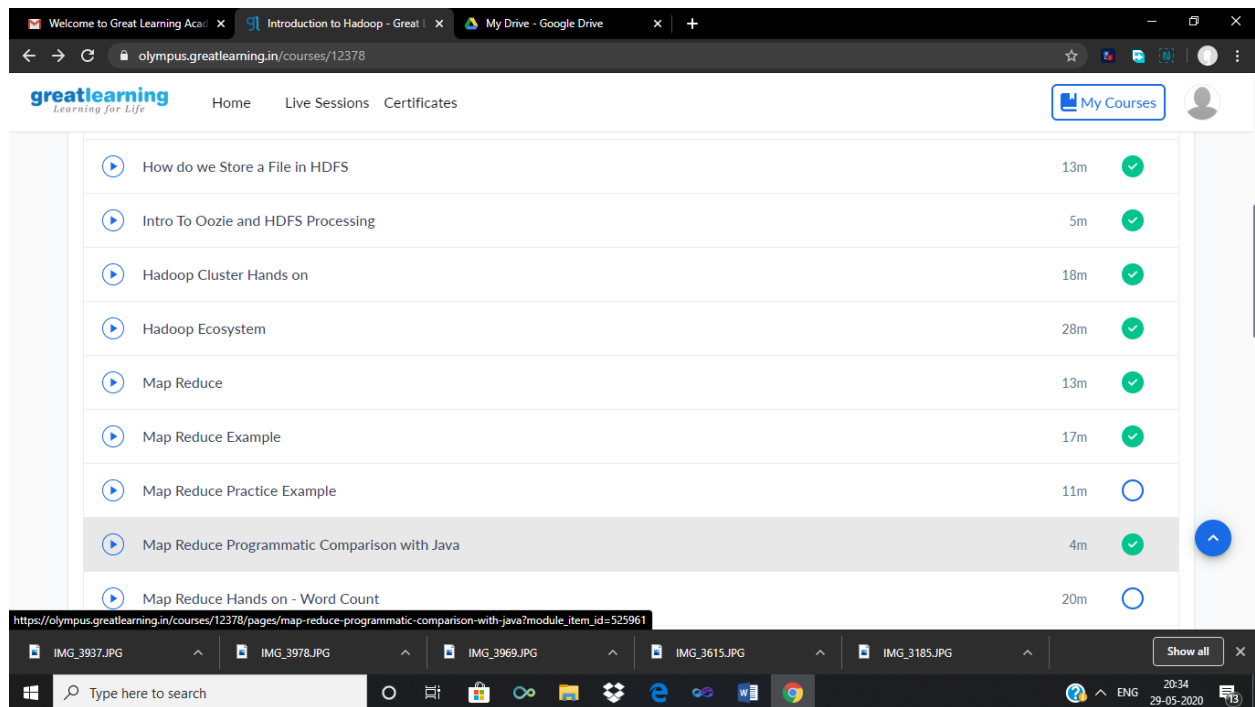 Welcome to Great Learning Acad
Introduction to Hadoop - Great L
My Drive - Google Drive
olympus.greatlearning.in/courses/12378
greatlearning
Learning for Life
Home Live Sessions Certificates
My Courses
How do we Store a File in HDFS 13m
Intro To Oozie and HDFS Processing 5m
Hadoop Cluster Hands on 18m
Hadoop Ecosystem 28m
Map Reduce 13m
Map Reduce Example 17m
Map Reduce Practice Example 11m
Map Reduce Programmatic Comparison with Java 4m
Map Reduce Hands on - Word Count 20m
https://olympus.greatlearning.in/courses/12378/pages/map-reduce-programmatic-comparison-with-java?module_item_id=525961
IMG_3937.JPG IMG_3978.JPG IMG_3969.JPG IMG_3615.JPG IMG_3185.JPG Show all
Type here to search ENG 20:34
29-05-2020 13